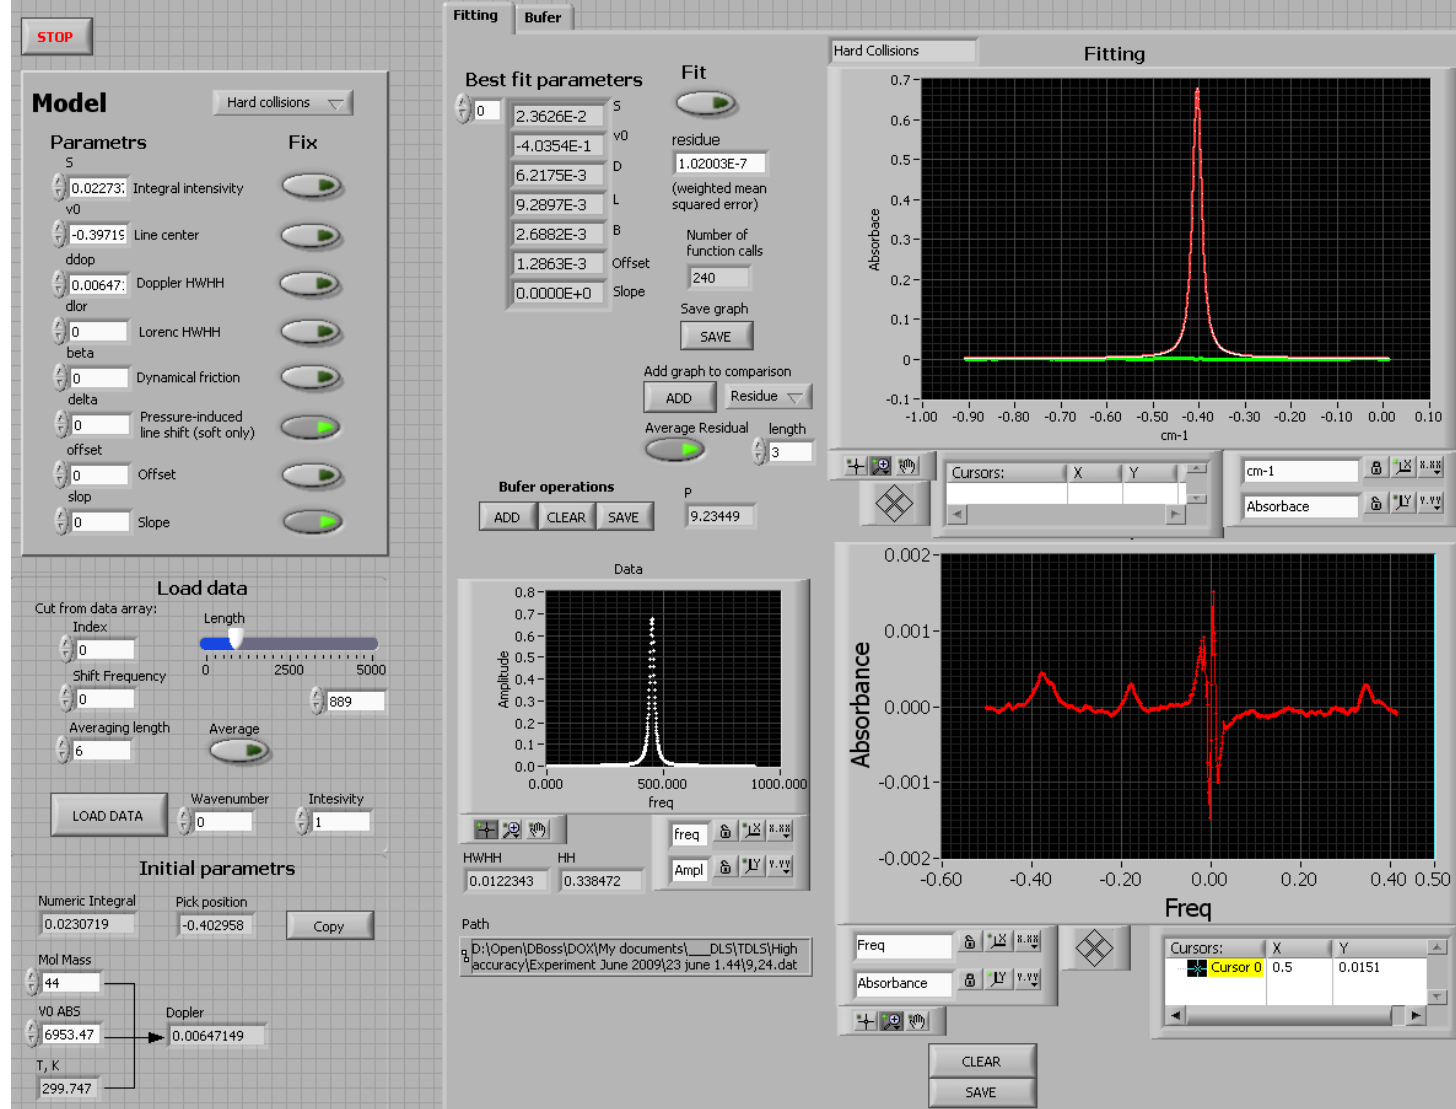 STOP
Model
Hard collisions
Parametrs
Fix
S
0.02273
Integral intensivity
v0
-0.39719
Line center
ddop
0.00647
Doppler HWHH
dlor
0
Lorenc HWHH
beta
0
Dynamical friction
delta
0
Pressure-induced
line shift (soft only)
offset
0
Offset
slop
0
Slope
Load data
Cut from data array:
Index
0
Length
0 2500 5000
Shift Frequency
0
889
Averaging length
6
Average
LOAD DATA
Wavenumber
0
Intesivity
1
Initial parametrs
Numeric Integral
0.0230719
Pick position
-0.402958
Copy
Mol Mass
44
V0 ABS
6953.47
Dopler
0.00647149
T, K
299.747
Fitting
Bufer
Best fit parameters
0
2.3626E-2 S
-4.0354E-1 v0
6.2175E-3 D
9.2897E-3 L
2.6882E-3 B
1.2863E-3 Offset
0.0000E+0 Slope
Fit
residue
1.02003E-7
(weighted mean
squared error)
Number of
function calls
240
Save graph
SAVE
Add graph to comparison
ADD
Residue
Average Residual
length
3
Bufer operations
ADD CLEAR SAVE
P
9.23449
Data
Amplitude
0.8
0.7
0.6
0.5
0.4
0.3
0.2
0.1
0.0
0.000 500.000 1000.000
freq
freq
X.XX
Ampl
Y.YY
HWHH
0.0122343
HH
0.338472
Path
D:\Open\DBoss\DOX\My documents\___DLS\TDLS\High
accuracy\Experiment June 2009\23 june 1.44\9,24.dat
Hard Collisions
Fitting
Absorbace
0.7
0.6
0.5
0.4
0.3
0.2
0.1
0
-0.1
-1.00 -0.90 -0.80 -0.70 -0.60 -0.50 -0.40 -0.30 -0.20 -0.10 0.00 0.10
cm-1
Cursors: X Y
cm-1
X.XX
Absorbace
Y.YY
Absorbance
0.002
0.001
0.000
-0.001
-0.002
-0.60 -0.40 -0.20 0.00 0.20 0.40 0.50
Freq
Freq
X.XX
Absorbance
Y.YY
Cursors: X Y
Cursor 0 0.5 0.0151
CLEAR
SAVE